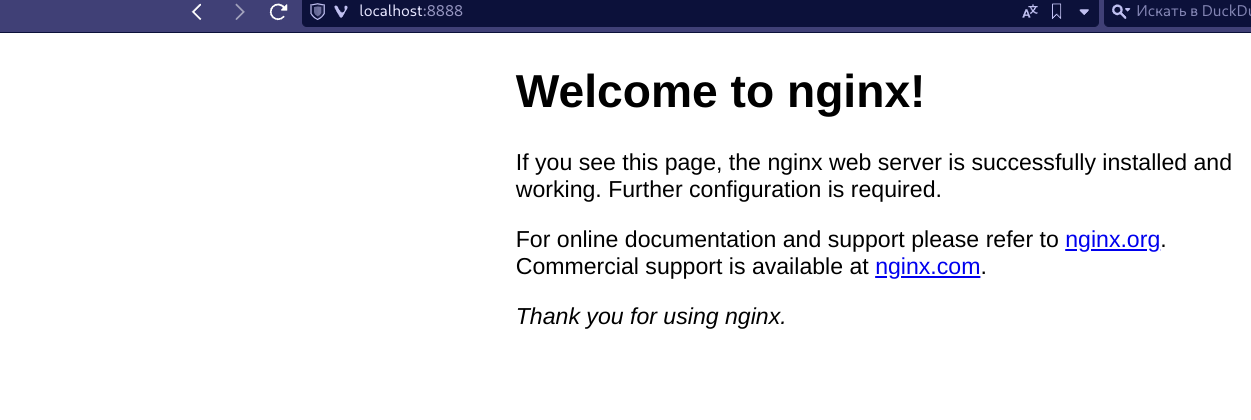 localhost:8888
Искать в DuckDu
Welcome to nginx!
If you see this page, the nginx web server is successfully installed and
working. Further configuration is required.
For online documentation and support please refer to nginx.org.
Commercial support is available at nginx.com.
Thank you for using nginx.